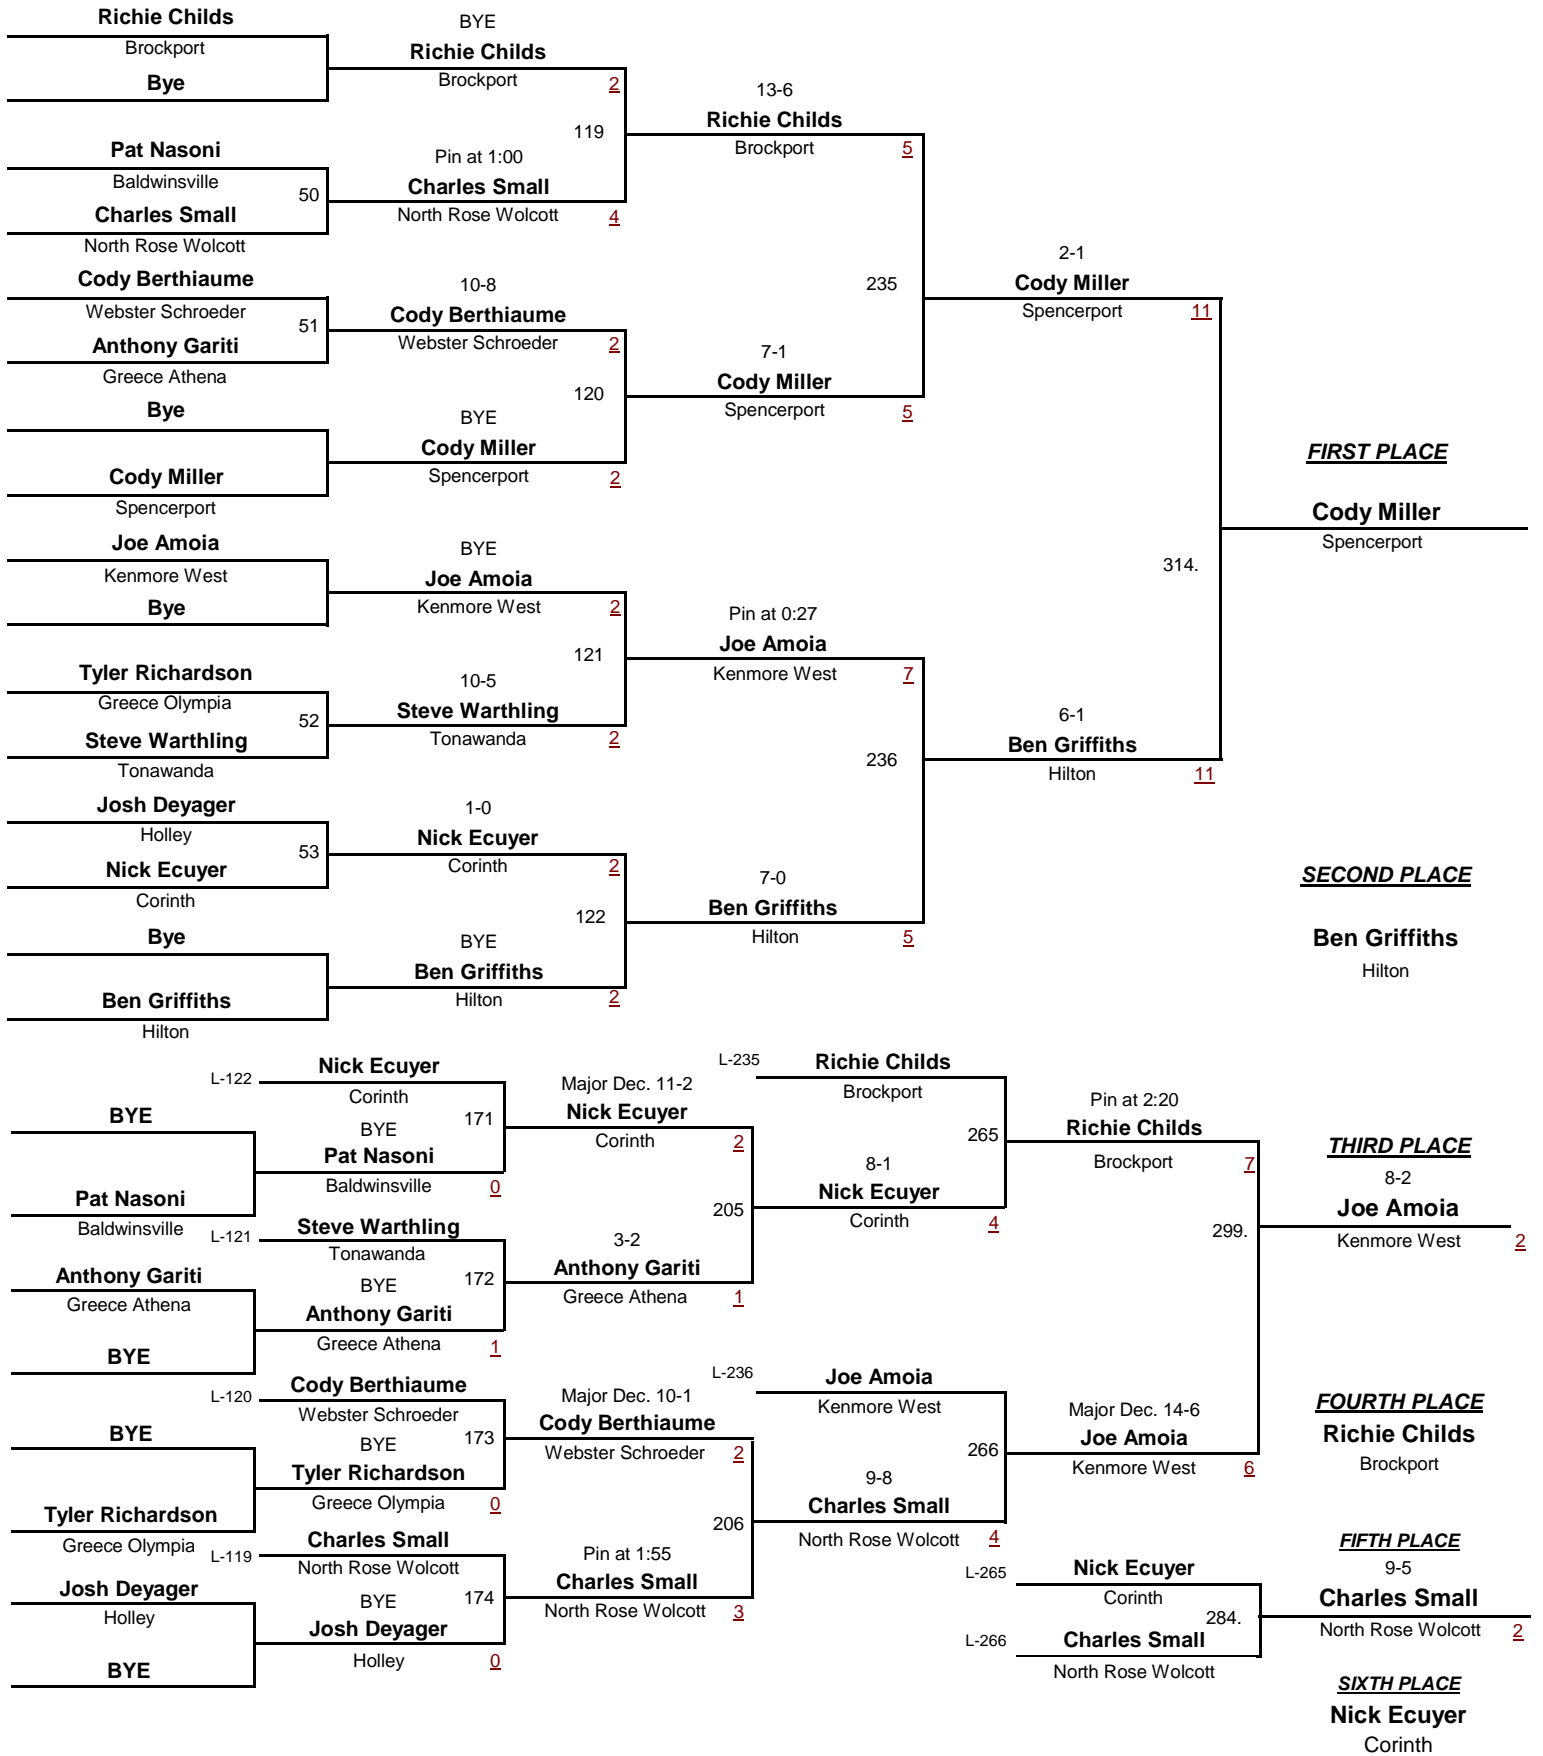 Richie Childs
Brockport
Bye
Pat Nasoni
Baldwinsville
50
Charles Small
North Rose Wolcott
Cody Berthiaume
Webster Schroeder
51
Anthony Gariti
Greece Athena
Bye
Cody Miller
Spencerport
Joe Amoia
Kenmore West
Bye
Tyler Richardson
Greece Olympia
52
Steve Warthling
Tonawanda
Josh Deyager
Holley
53
Nick Ecuyer
Corinth
Bye
Ben Griffiths
Hilton
BYE
Richie Childs
Brockport
2
119
Pin at 1:00
Charles Small
North Rose Wolcott
4
10-8
Cody Berthiaume
Webster Schroeder
2
120
BYE
Cody Miller
Spencerport
2
BYE
Joe Amoia
Kenmore West
2
121
10-5
Steve Warthling
Tonawanda
2
1-0
Nick Ecuyer
Corinth
2
122
BYE
Ben Griffiths
Hilton
2
13-6
Richie Childs
Brockport
5
235
7-1
Cody Miller
Spencerport
5
Pin at 0:27
Joe Amoia
Kenmore West
7
236
7-0
Ben Griffiths
Hilton
5
2-1
Cody Miller
Spencerport
11
314.
6-1
Ben Griffiths
Hilton
11
FIRST PLACE
Cody Miller
Spencerport
SECOND PLACE
Ben Griffiths
Hilton
BYE
Pat Nasoni
Baldwinsville
Anthony Gariti
Greece Athena
BYE
BYE
Tyler Richardson
Greece Olympia
Josh Deyager
Holley
BYE
L-122
Nick Ecuyer
Corinth
171
BYE
Pat Nasoni
Baldwinsville
0
L-121
Steve Warthling
Tonawanda
172
BYE
Anthony Gariti
Greece Athena
1
L-120
Cody Berthiaume
Webster Schroeder
173
BYE
Tyler Richardson
Greece Olympia
0
L-119
Charles Small
North Rose Wolcott
174
BYE
Josh Deyager
Holley
0
Major Dec. 11-2
Nick Ecuyer
Corinth
2
205
3-2
Anthony Gariti
Greece Athena
1
Major Dec. 10-1
Cody Berthiaume
Webster Schroeder
2
206
Pin at 1:55
Charles Small
North Rose Wolcott
3
L-235
Richie Childs
Brockport
265
8-1
Nick Ecuyer
Corinth
4
L-236
Joe Amoia
Kenmore West
266
9-8
Charles Small
North Rose Wolcott
4
Pin at 2:20
Richie Childs
Brockport
7
299.
Major Dec. 14-6
Joe Amoia
Kenmore West
6
L-265
Nick Ecuyer
Corinth
284.
L-266
Charles Small
North Rose Wolcott
THIRD PLACE
8-2
Joe Amoia
Kenmore West
2
FOURTH PLACE
Richie Childs
Brockport
FIFTH PLACE
9-5
Charles Small
North Rose Wolcott
2
SIXTH PLACE
Nick Ecuyer
Corinth